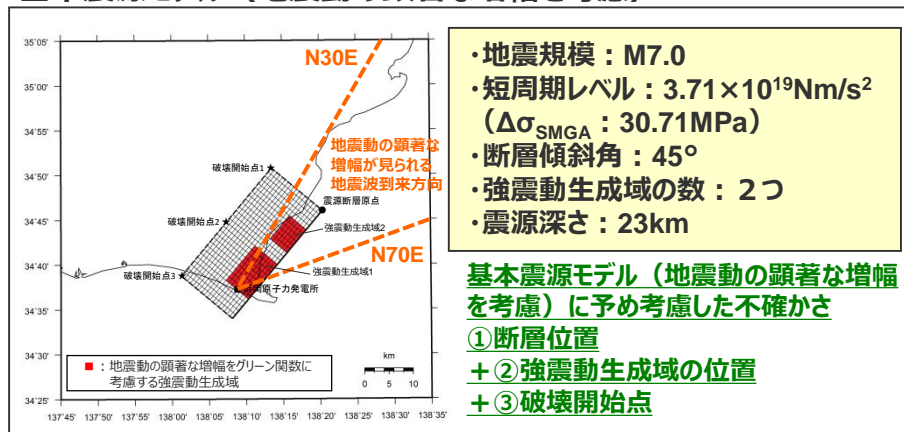 ・地震規模：M7.0
・短周期レベル：3.71×10¹⁹Nm/s²
（Δσ_SMGA：30.71MPa）
・断層傾斜角：45°
・強震動生成域の数：２つ
・震源深さ：23km
基本震源モデル（地震動の顕著な増幅
を考慮）に予め考慮した不確かさ
①断層位置
＋②強震動生成域の位置
＋③破壊開始点
N30E
地震動の顕著な
増幅が見られる
地震波到来方向
N70E
破壊開始点1
震源断層原点
破壊開始点2
強震動生成域2
破壊開始点3
強震動生成域1
原子力発電所
■：地震動の顕著な増幅をグリーン関数に
考慮する強震動生成域
km
0 5 10
35˚05'
35˚00'
34˚55'
34˚50'
34˚45'
34˚40'
34˚35'
34˚30'
34˚25'
137˚45' 137˚50' 137˚55' 138˚00' 138˚05' 138˚10' 138˚15' 138˚20' 138˚25' 138˚30' 138˚35'